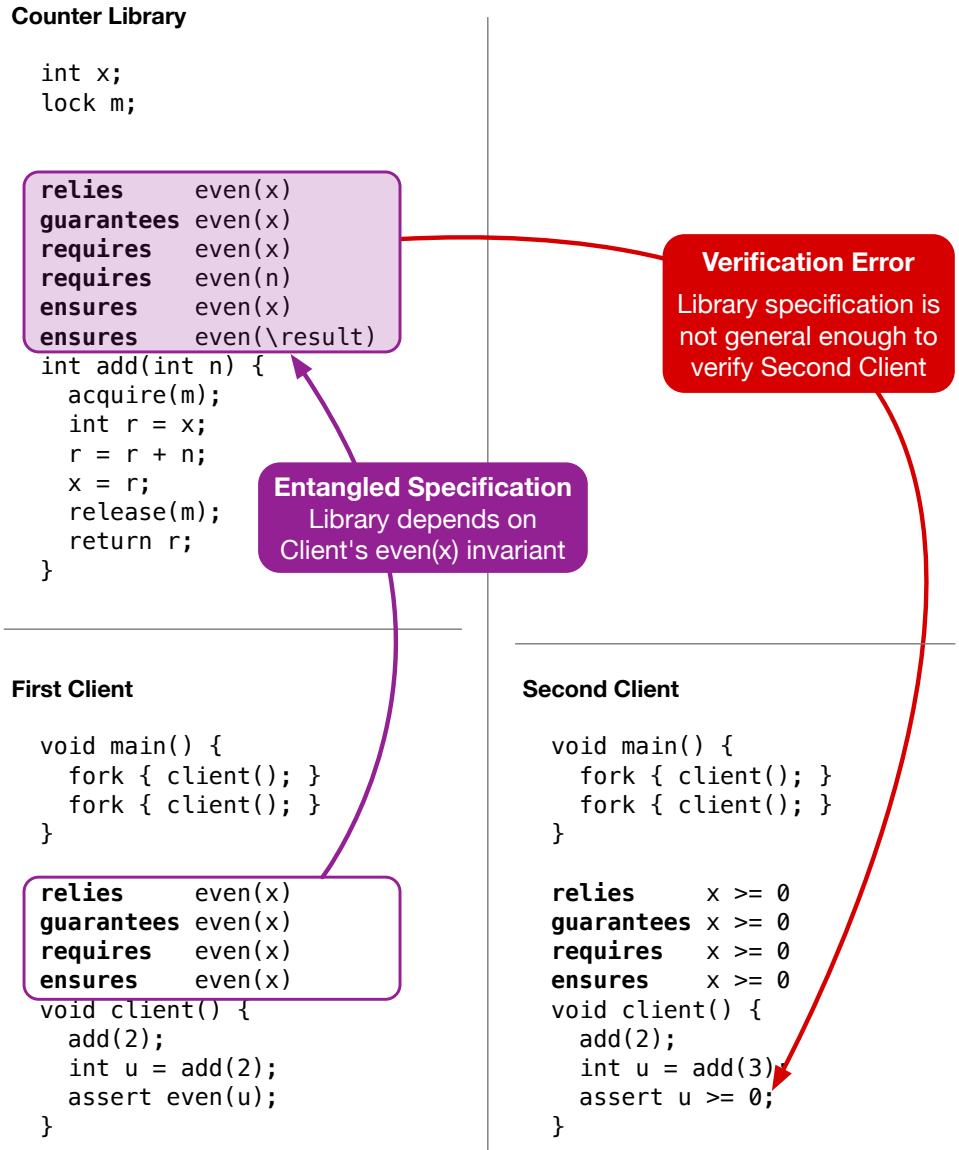 Counter Library
int x;
lock m;
relies even(x)
guarantees even(x)
requires even(x)
requires even(n)
ensures even(x)
ensures even(\result)
int add(int n) {
acquire(m);
int r = x;
r = r + n;
x = r;
release(m);
return r;
}
Verification Error
Library specification is
not general enough to
verify Second Client
Entangled Specification
Library depends on
Client's even(x) invariant
First Client
void main() {
fork { client(); }
fork { client(); }
}
relies even(x)
guarantees even(x)
requires even(x)
ensures even(x)
void client() {
add(2);
int u = add(2);
assert even(u);
}
Second Client
void main() {
fork { client(); }
fork { client(); }
}
relies x >= 0
guarantees x >= 0
requires x >= 0
ensures x >= 0
void client() {
add(2);
int u = add(3);
assert u >= 0;
}